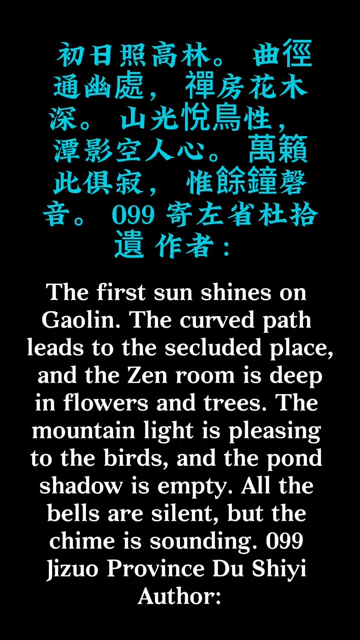 初日照高林。 曲徑
通幽處， 禪房花木
深。 山光悅鳥性，
潭影空人心。 萬籟
此俱寂， 惟餘鐘磬
音。 099 寄左省杜拾
遺 作者：
The first sun shines on
Gaolin. The curved path
leads to the secluded place,
and the Zen room is deep
in flowers and trees. The
mountain light is pleasing
to the birds, and the pond
shadow is empty. All the
bells are silent, but the
chime is sounding. 099
Jizuo Province Du Shiyi
Author: